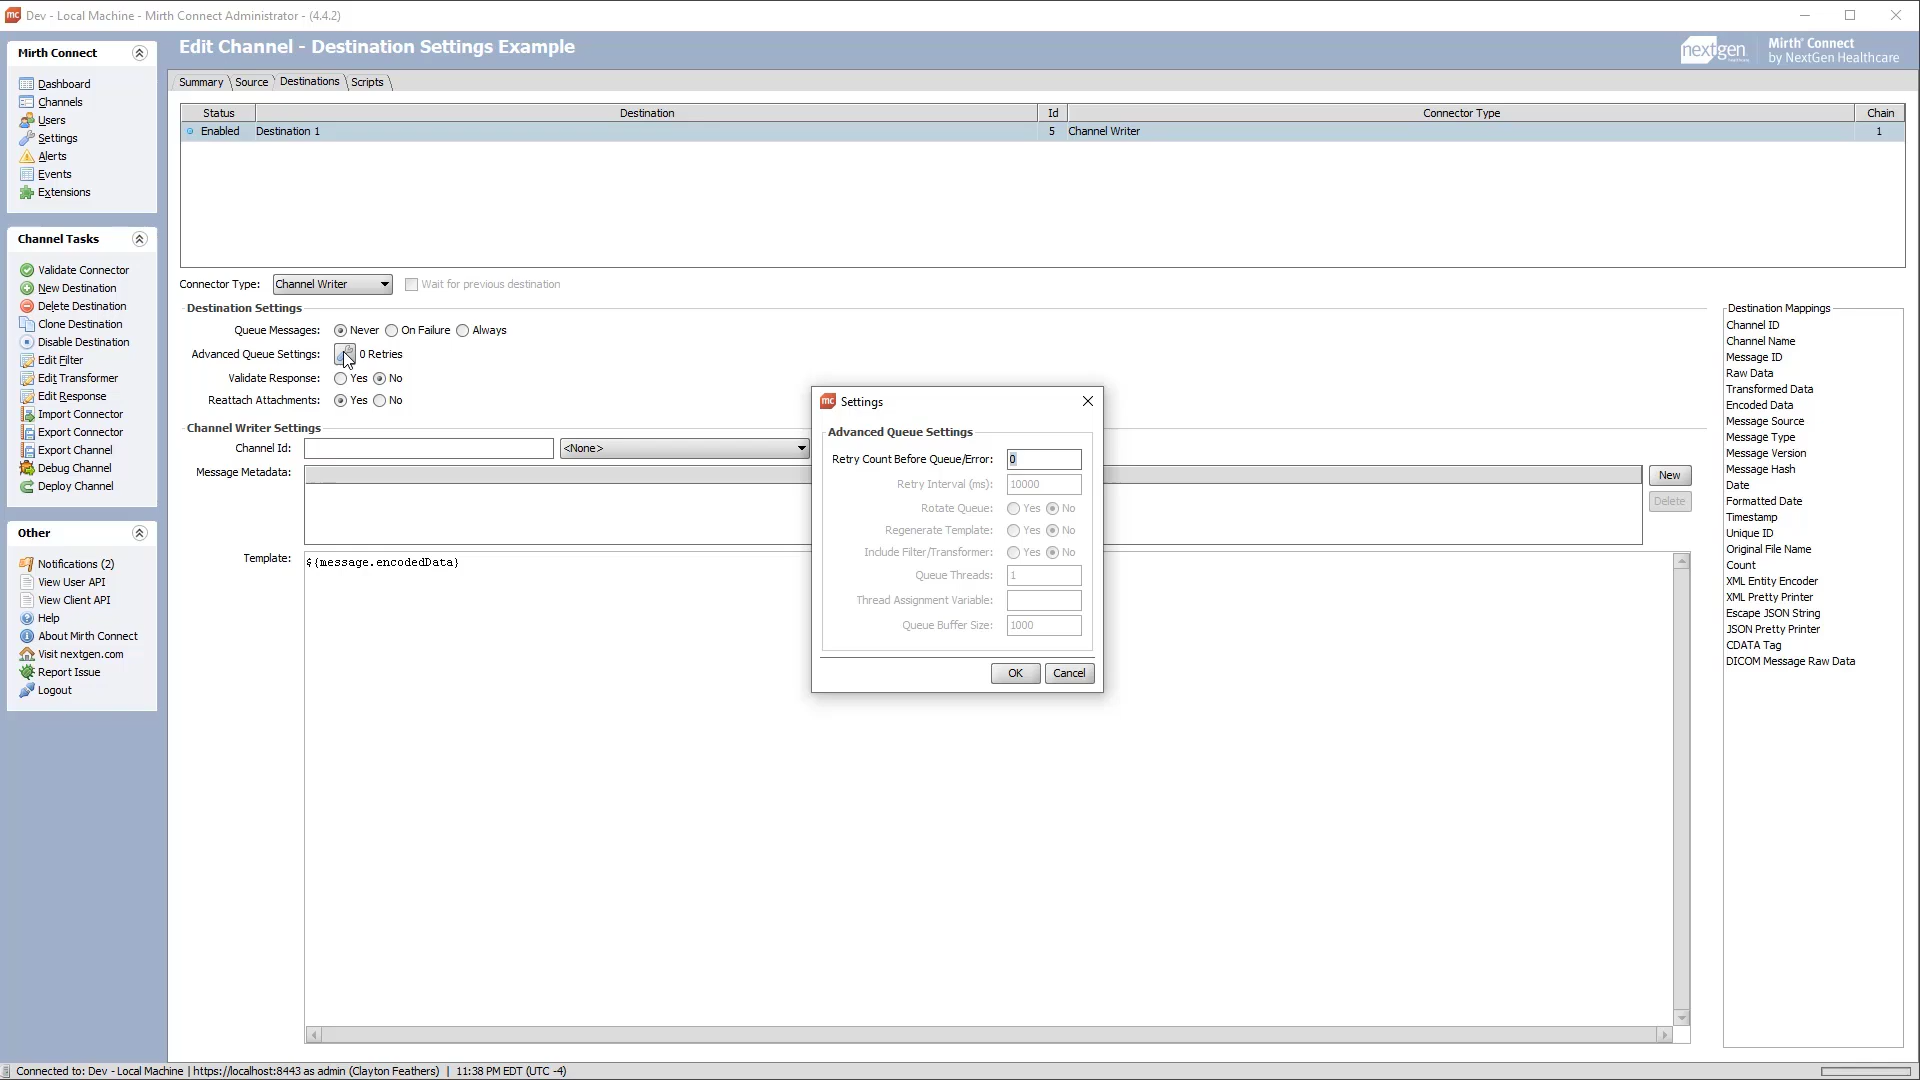 mc Dev - Local Machine - Mirth Connect Administrator - (4.4.2)
Mirth Connect
Dashboard
Channels
Users
Settings
Alerts
Events
Extensions
Channel Tasks
Validate Connector
New Destination
Delete Destination
Clone Destination
Disable Destination
Edit Filter
Edit Transformer
Edit Response
Import Connector
Export Connector
Export Channel
Debug Channel
Deploy Channel
Other
Notifications (2)
View User API
View Client API
Help
About Mirth Connect
Visit nextgen.com
Report Issue
Logout
Edit Channel - Destination Settings Example
nextgen
Mirth® Connect
by NextGen Healthcare
Summary Source Destinations Scripts
Status Destination Id Connector Type Chain
Enabled Destination 1 5 Channel Writer 1
Connector Type: Channel Writer Wait for previous destination
Destination Settings
Queue Messages: Never On Failure Always
Advanced Queue Settings: 0 Retries
Validate Response: Yes No
Reattach Attachments: Yes No
Channel Writer Settings
Channel Id: <None>
Message Metadata:
New
Delete
Template: ${message.encodedData}
mc Settings
Advanced Queue Settings
Retry Count Before Queue/Error: 0
Retry Interval (ms): 10000
Rotate Queue: Yes No
Regenerate Template: Yes No
Include Filter/Transformer: Yes No
Queue Threads: 1
Thread Assignment Variable:
Queue Buffer Size: 1000
OK Cancel
Destination Mappings
Channel ID
Channel Name
Message ID
Raw Data
Transformed Data
Encoded Data
Message Source
Message Type
Message Version
Message Hash
Date
Formatted Date
Timestamp
Unique ID
Original File Name
Count
XML Entity Encoder
XML Pretty Printer
Escape JSON String
JSON Pretty Printer
CDATA Tag
DICOM Message Raw Data
Connected to: Dev - Local Machine | https://localhost:8443 as admin (Clayton Feathers) | 11:38 PM EDT (UTC -4)